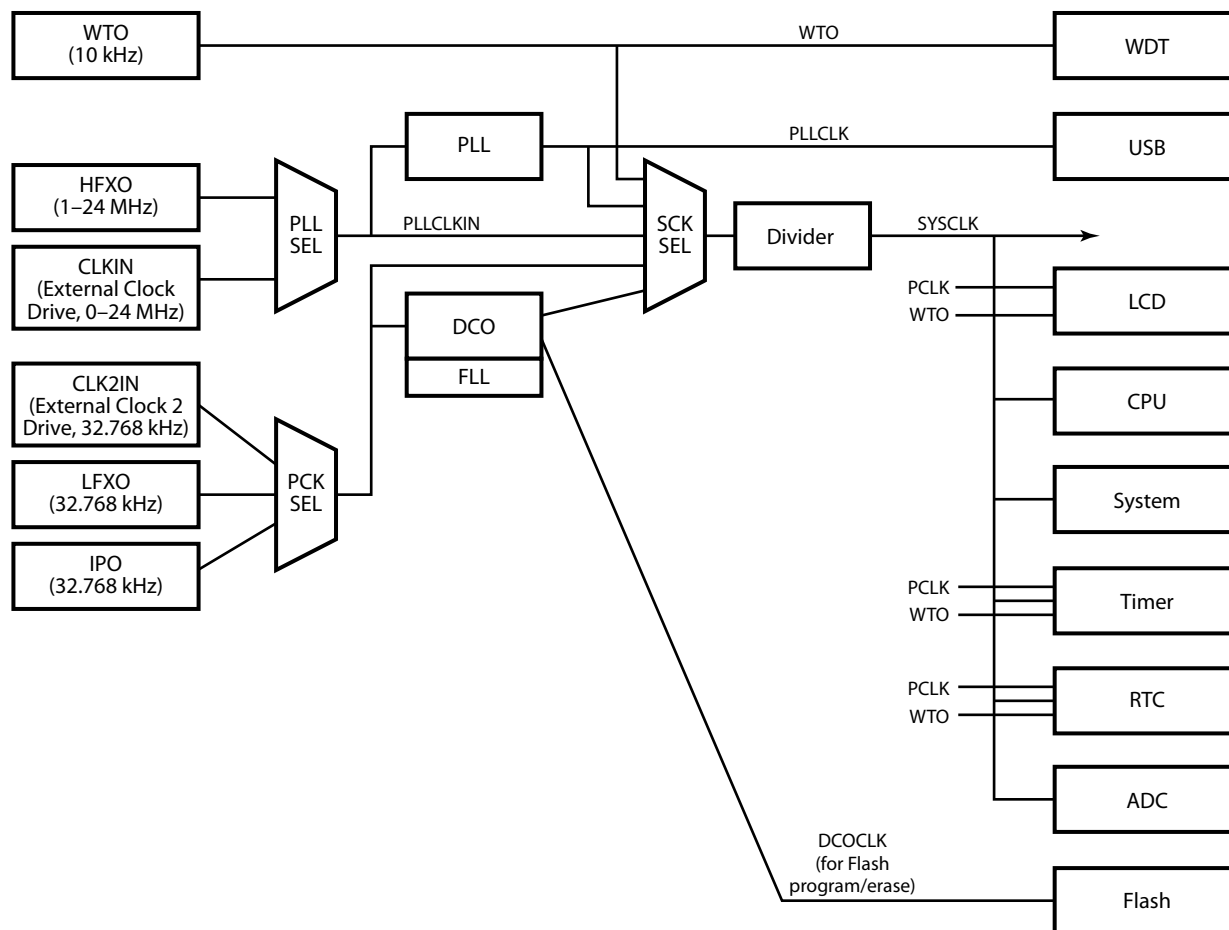 WTO
(10 kHz)
WTO
WDT
PLL
PLLCLK
USB
HFXO
(1–24 MHz)
PLL
SEL
PLLCLKIN
SCK
SEL
Divider
SYSCLK
CLKIN
(External Clock
Drive, 0–24 MHz)
PCLK
WTO
LCD
DCO
FLL
CLK2IN
(External Clock 2
Drive, 32.768 kHz)
CPU
LFXO
(32.768 kHz)
PCK
SEL
System
IPO
(32.768 kHz)
PCLK
WTO
Timer
PCLK
WTO
RTC
ADC
DCOCLK
(for Flash
program/erase)
Flash